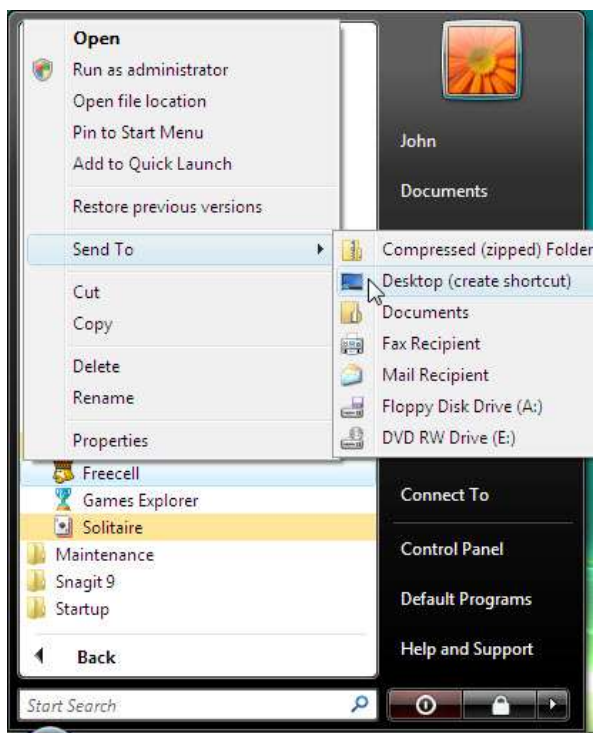 Open
Run as administrator
Open file location
Pin to Start Menu
Add to Quick Launch
Restore previous versions
Send To
Cut
Copy
Delete
Rename
Properties
Compressed (zipped) Folder
Desktop (create shortcut)
Documents
Fax Recipient
Mail Recipient
Floppy Disk Drive (A:)
DVD RW Drive (E:)
Freecell
Games Explorer
Solitaire
Maintenance
Snagit 9
Startup
Back
Start Search
John
Documents
Connect To
Control Panel
Default Programs
Help and Support